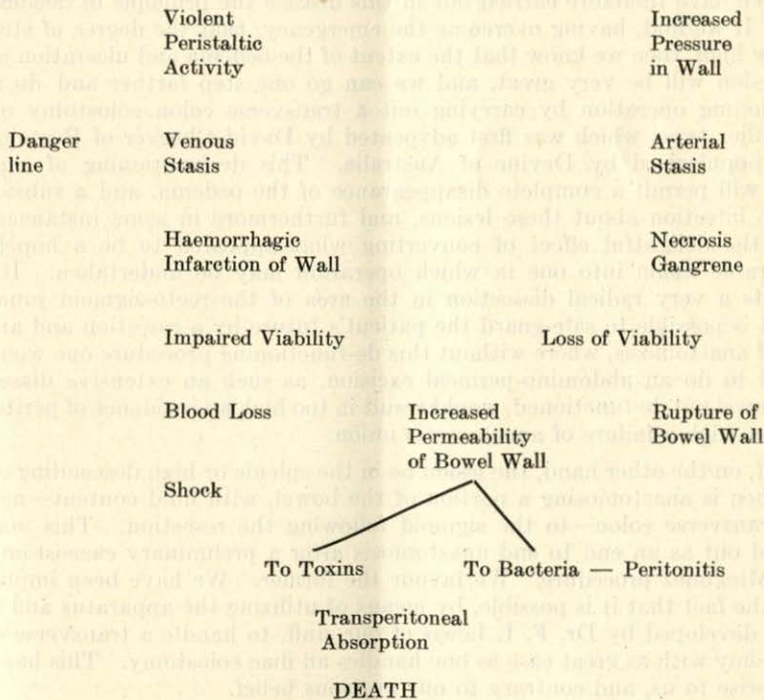 Violent Increased
Peristaltic Pressure
Activity in Wall
Danger Venous Arterial
line Stasis Stasis
Haemorrhagic Necrosis
Infarction of Wall Gangrene
Impaired Viability Loss of Viability
Blood Loss Increased Rupture of
Permeability Bowel Wall
of Bowel Wall
Shock
To Toxins To Bacteria — Peritonitis
Transperitoneal
Absorption
DEATH